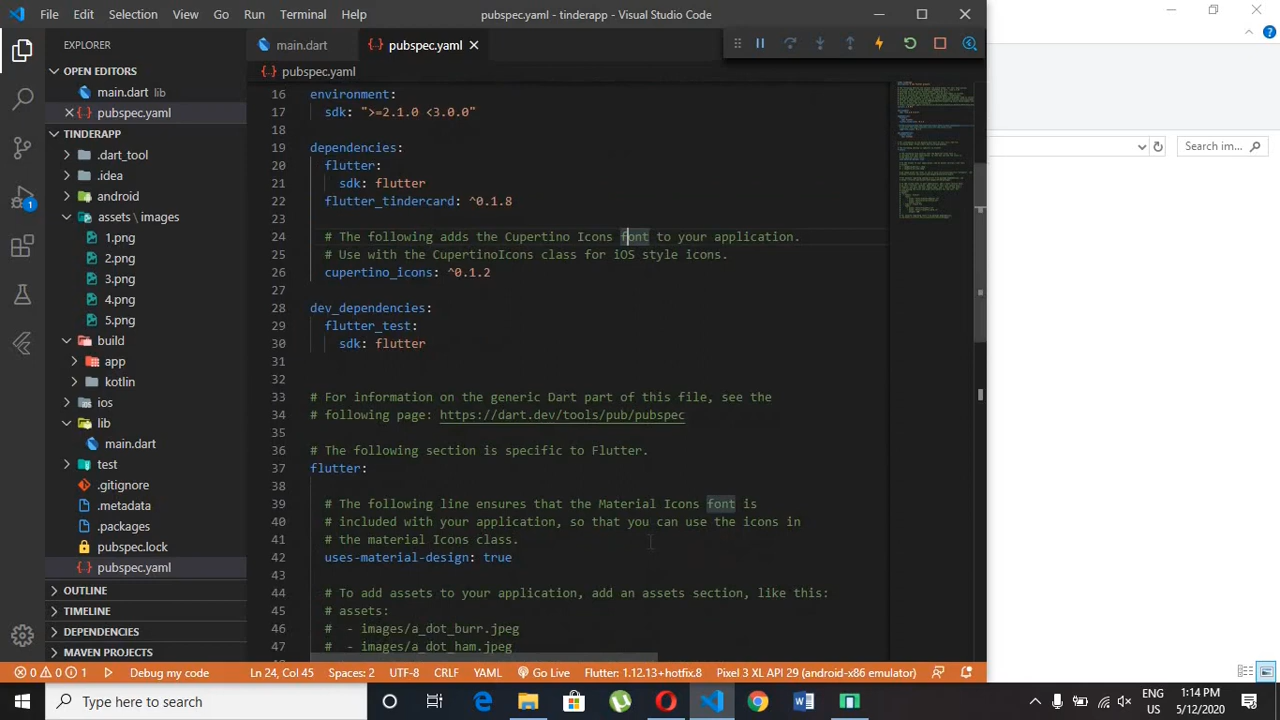 File Edit Selection View Go Run Terminal Help
pubspec.yaml - tinderapp - Visual Studio Code
EXPLORER
OPEN EDITORS
main.dart lib
pubspec.yaml
TINDERAPP
.dart_tool
.idea
android
assets \ images
1.png
2.png
3.png
4.png
5.png
build
app
kotlin
ios
lib
main.dart
test
.gitignore
.metadata
.packages
pubspec.lock
pubspec.yaml
OUTLINE
TIMELINE
DEPENDENCIES
MAVEN PROJECTS
main.dart
pubspec.yaml
pubspec.yaml
16 environment:
17 sdk: ">=2.1.0 <3.0.0"
18
19 dependencies:
20 flutter:
21 sdk: flutter
22 flutter_tindercard: ^0.1.8
23
24 # The following adds the Cupertino Icons font to your application.
25 # Use with the CupertinoIcons class for iOS style icons.
26 cupertino_icons: ^0.1.2
27
28 dev_dependencies:
29 flutter_test:
30 sdk: flutter
31
32
33 # For information on the generic Dart part of this file, see the
34 # following page: https://dart.dev/tools/pub/pubspec
35
36 # The following section is specific to Flutter.
37 flutter:
38
39 # The following line ensures that the Material Icons font is
40 # included with your application, so that you can use the icons in
41 # the material Icons class.
42 uses-material-design: true
43
44 # To add assets to your application, add an assets section, like this:
45 # assets:
46 # - images/a_dot_burr.jpeg
47 # - images/a_dot_ham.jpeg
Search im...
1
0 0 1 Debug my code
Ln 24, Col 45 Spaces: 2 UTF-8 CRLF YAML Go Live Flutter: 1.12.13+hotfix.8 Pixel 3 XL API 29 (android-x86 emulator)
Type here to search
ENG
US
1:14 PM
5/12/2020